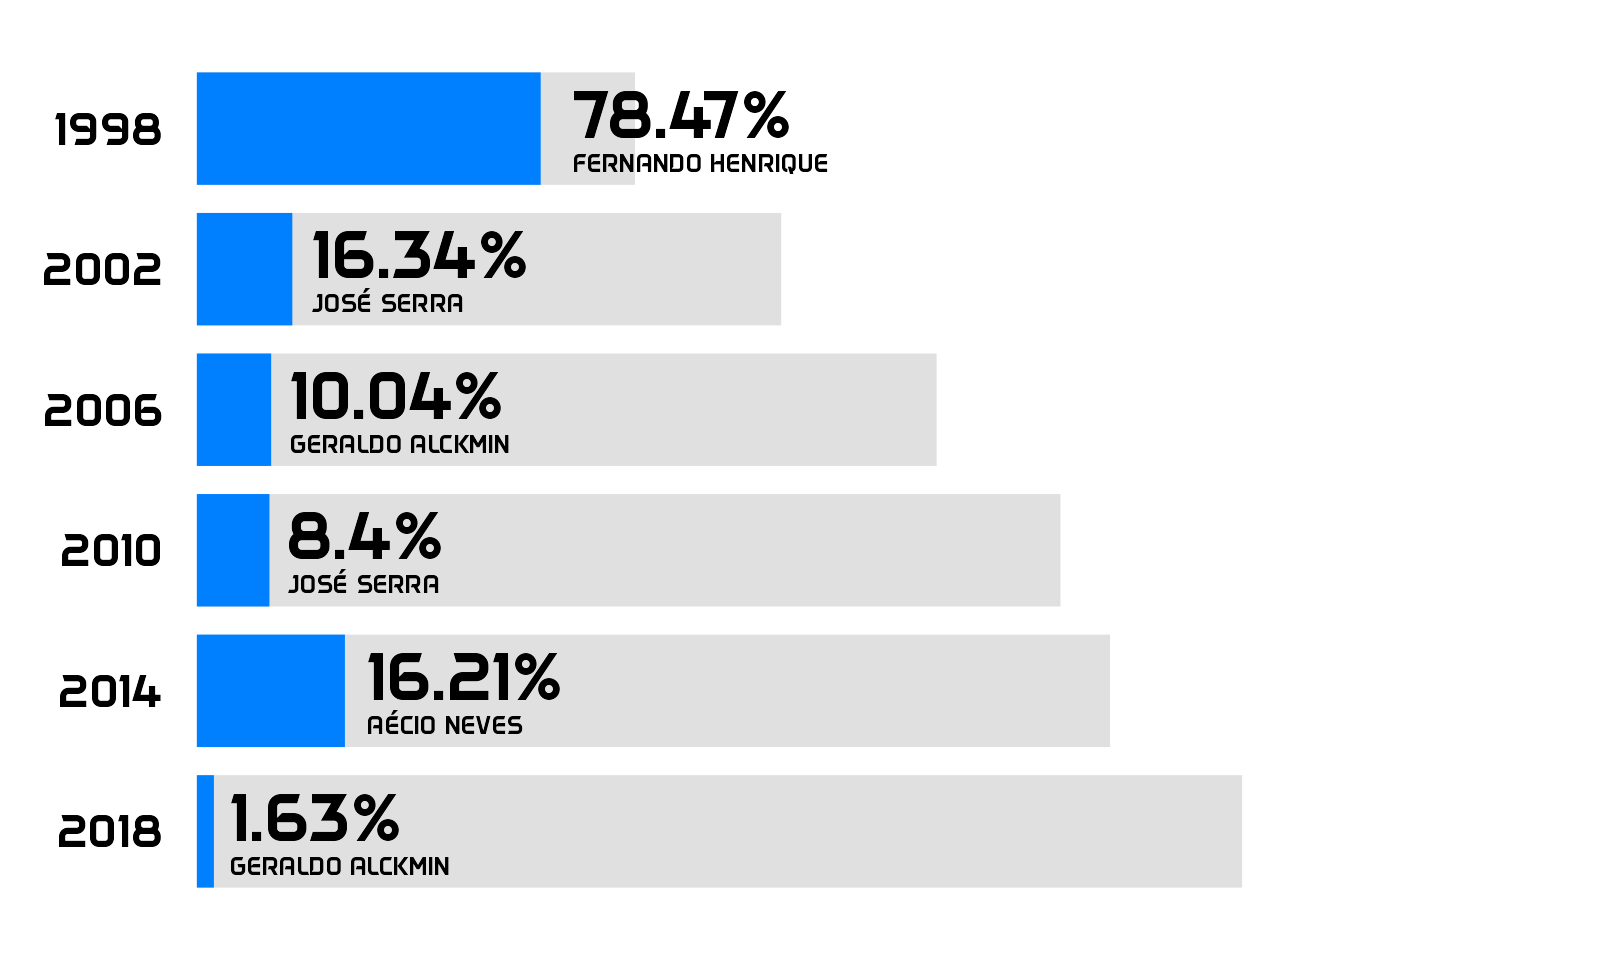 1998
78.47%
FERNANDO HENRIQUE
2002
16.34%
JOSÉ SERRA
2006
10.04%
GERALDO ALCKMIN
2010
8.4%
JOSÉ SERRA
2014
16.21%
AÉCIO NEVES
2018
1.63%
GERALDO ALCKMIN